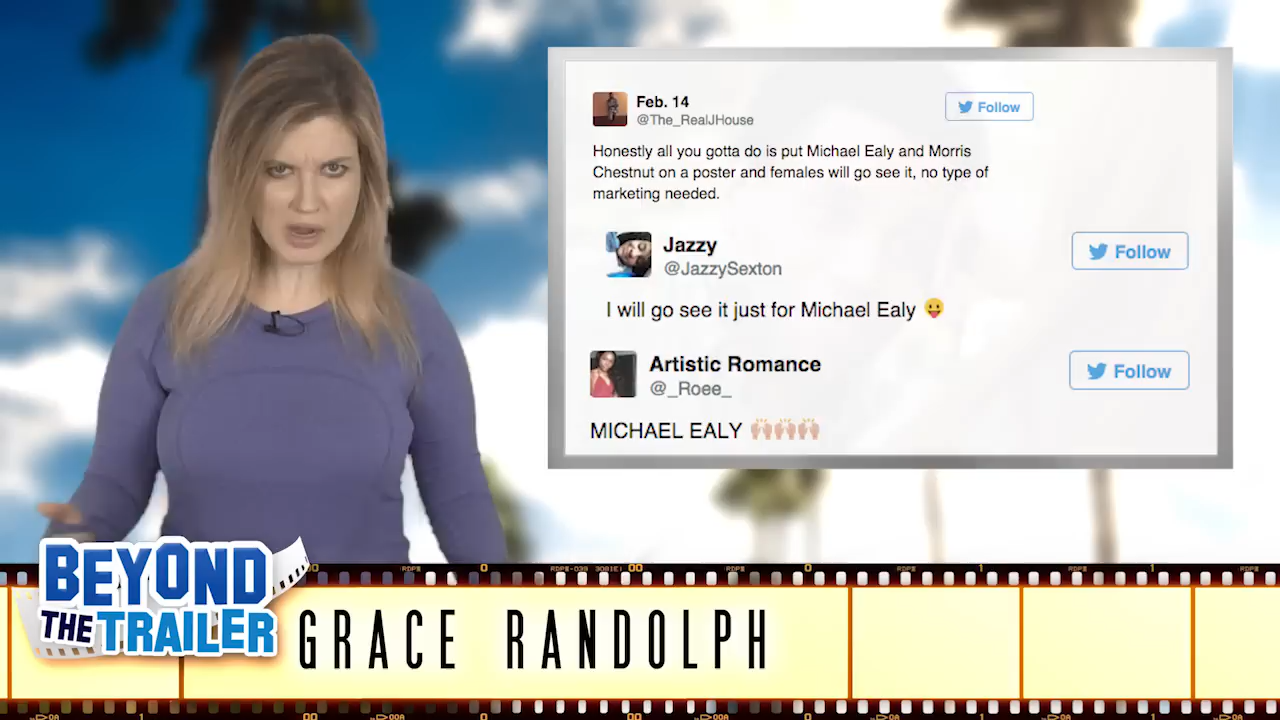 Feb. 14
@The_RealJHouse
Follow
Honestly all you gotta do is put Michael Ealy and Morris
Chestnut on a poster and females will go see it, no type of
marketing needed.
Jazzy
@JazzySexton
Follow
I will go see it just for Michael Ealy 😛
Artistic Romance
@_Roee_
Follow
MICHAEL EALY 🙌🏼🙌🏼🙌🏼
BEYOND
THE TRAILER
GRACE RANDOLPH